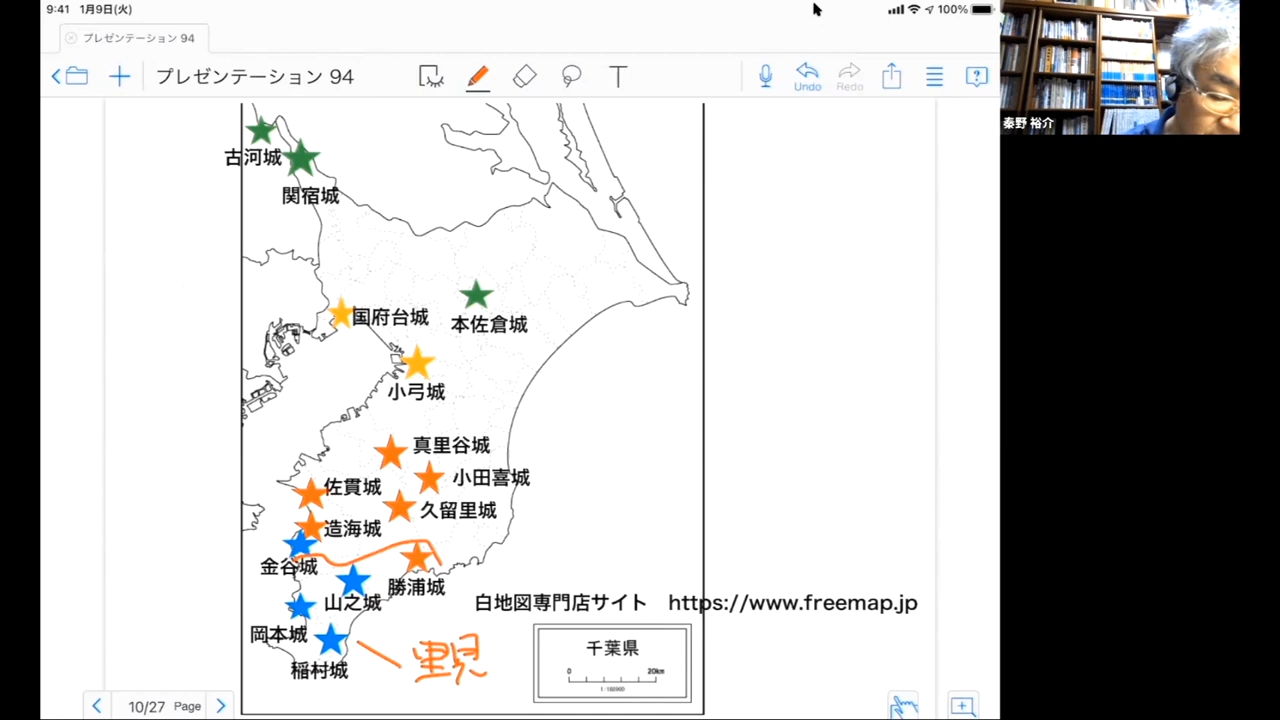 9:41 1月9日(火)
100%
プレゼンテーション 94
プレゼンテーション 94
T
Undo
Redo
秦野 裕介
古河城
関宿城
国府台城
本佐倉城
小弓城
真里谷城
小田喜城
佐貫城
久留里城
造海城
金谷城
勝浦城
山之城
白地図専門店サイト https://www.freemap.jp
岡本城
里見
稲村城
千葉県
0 20km
10/27 Page